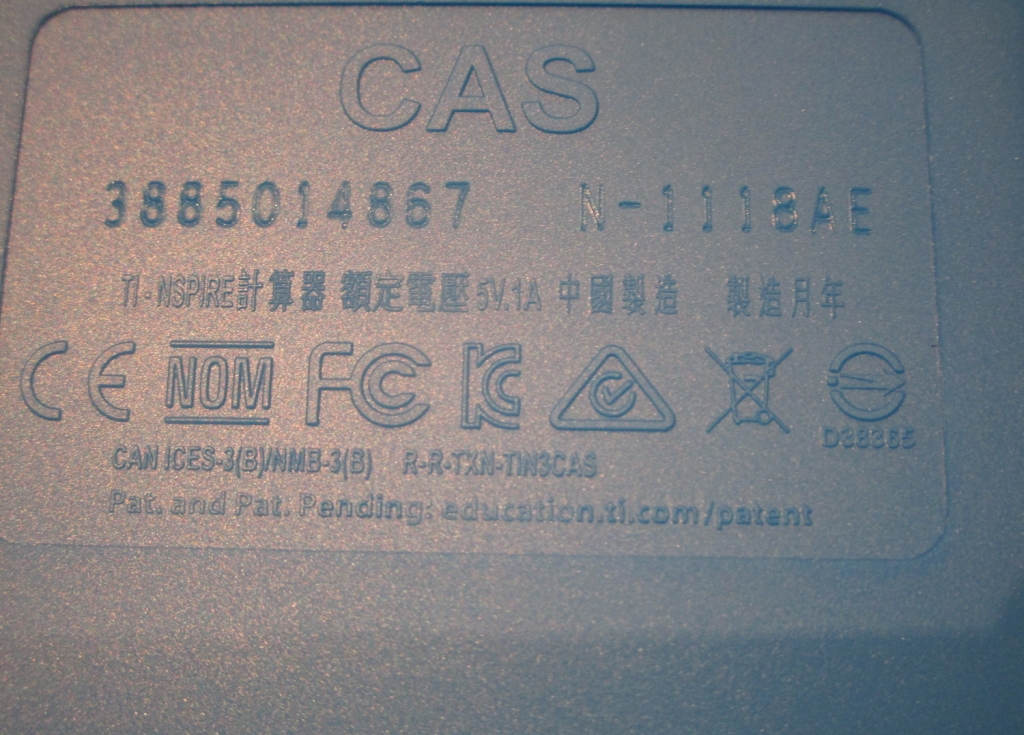 CAS
3885014867 N-1118AE
TI-NSPIRE計算器 額定電壓5V.1A 中國製造 製造月年
CE NOM FC KC
D38365
CAN ICES-3(B)/NMB-3(B) R-R-TXN-TIN3CAS
Pat. and Pat. Pending: education.ti.com/patent